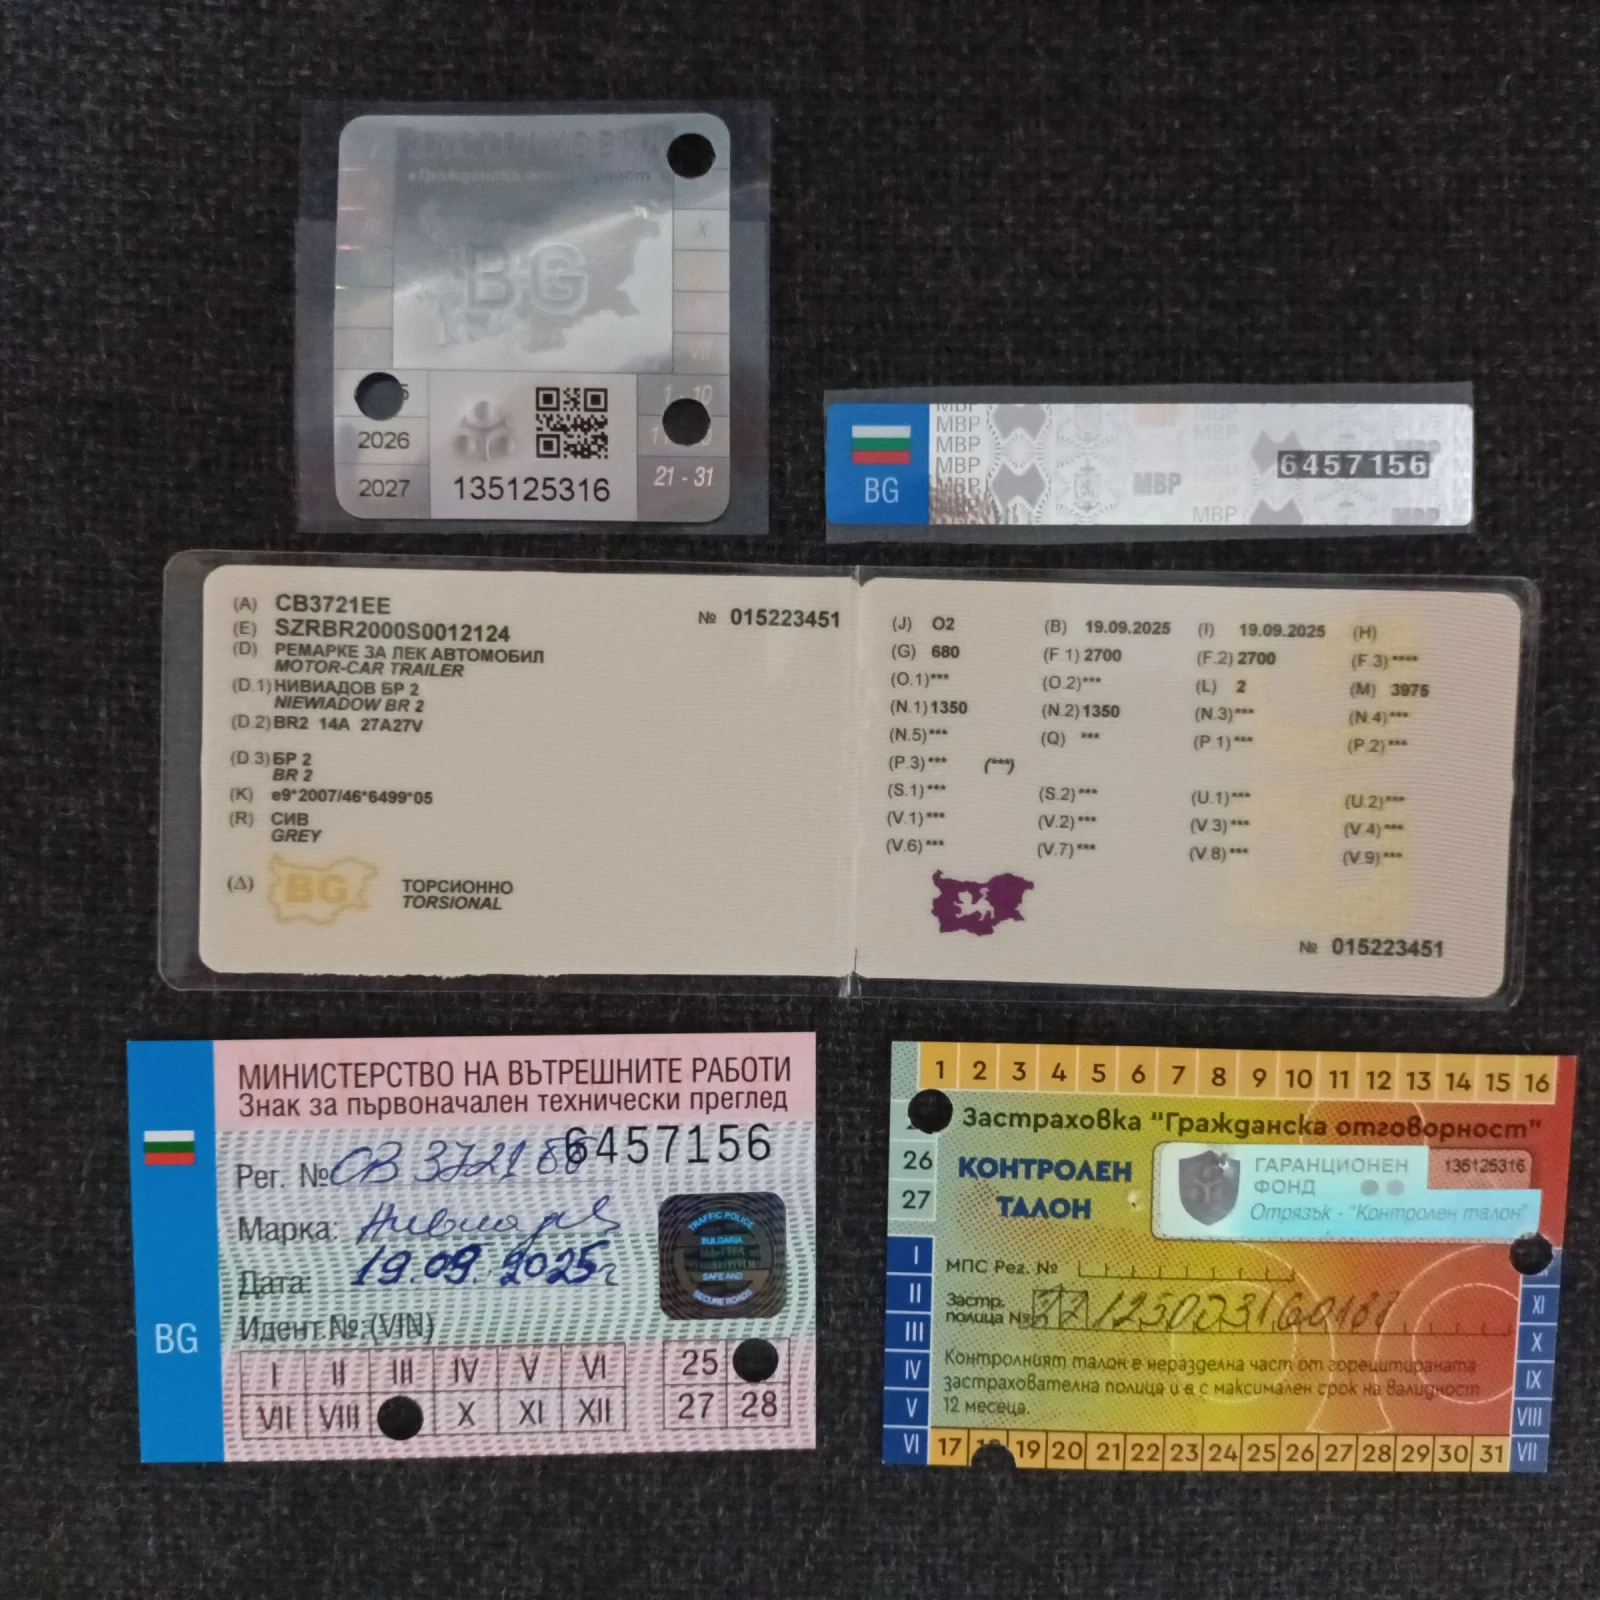 BG
2026
2027
135125316
21 - 31
BG
МВР
МВР
МВР
МВР
МВР
МВР
6457156
(A) CB3721EE
№ 015223451
(E) SZRBR2000S0012124
(D) РЕМАРКЕ ЗА ЛЕК АВТОМОБИЛ
MOTOR-CAR TRAILER
(D.1) НИВИАДОВ БР 2
NIEWIADOW BR 2
(D.2) BR2 14A 27A27V
(D.3) БР 2
BR 2
(K) e9*2007/46*6499*05
(R) СИВ
GREY
(Δ) BG ТОРСИОННО
TORSIONAL
(J) O2 (B) 19.09.2025 (I) 19.09.2025 (H)
(G) 680 (F.1) 2700 (F.2) 2700 (F.3) ****
(O.1)*** (O.2)*** (L) 2 (M) 3975
(N.1) 1350 (N.2) 1350 (N.3)*** (N.4)***
(N.5)*** (Q) *** (P.1)*** (P.2)***
(P.3)*** (***)
(S.1)*** (S.2)*** (U.1)*** (U.2)***
(V.1)*** (V.2)*** (V.3)*** (V.4)***
(V.6)*** (V.7)*** (V.8)*** (V.9)***
№ 015223451
МИНИСТЕРСТВО НА ВЪТРЕШНИТЕ РАБОТИ
Знак за първоначален технически преглед
6457156
Рег. № СВ 3721
Марка:
Дата: 19.09.2025г
Идент.№:(VIN)
TRAFFIC POLICE
BULGARIA
SAFE AND
SECURE ROADS
BG
I II III IV V VI 25
VII VIII X XI XII 27 28
1 2 3 4 5 6 7 8 9 10 11 12 13 14 15 16
Застраховка "Гражданска отговорност"
26
27
КОНТРОЛЕН
ТАЛОН
ГАРАНЦИОНЕН
ФОНД
135125316
Отрязък - "Контролен талон"
I
II
III
IV
V
VI
МПС Рег. №
Застр.
полица №
Контролният талон е неразделна част от горецитираната
застрахователна полица и е с максимален срок на валидност
12 месеца.
XI
X
IX
VIII
VII
17 19 20 21 22 23 24 25 26 27 28 29 30 31